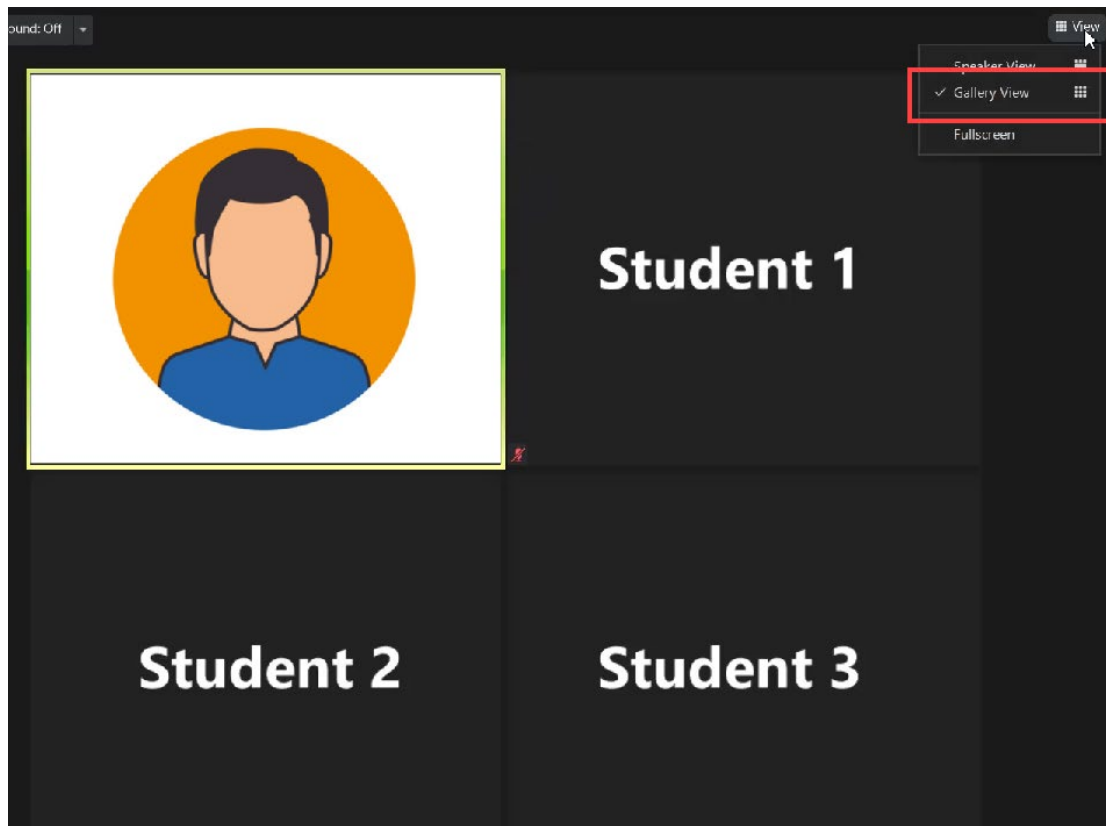 ound: Off
View
Speaker View
Gallery View
Fullscreen
Student 1
Student 2
Student 3